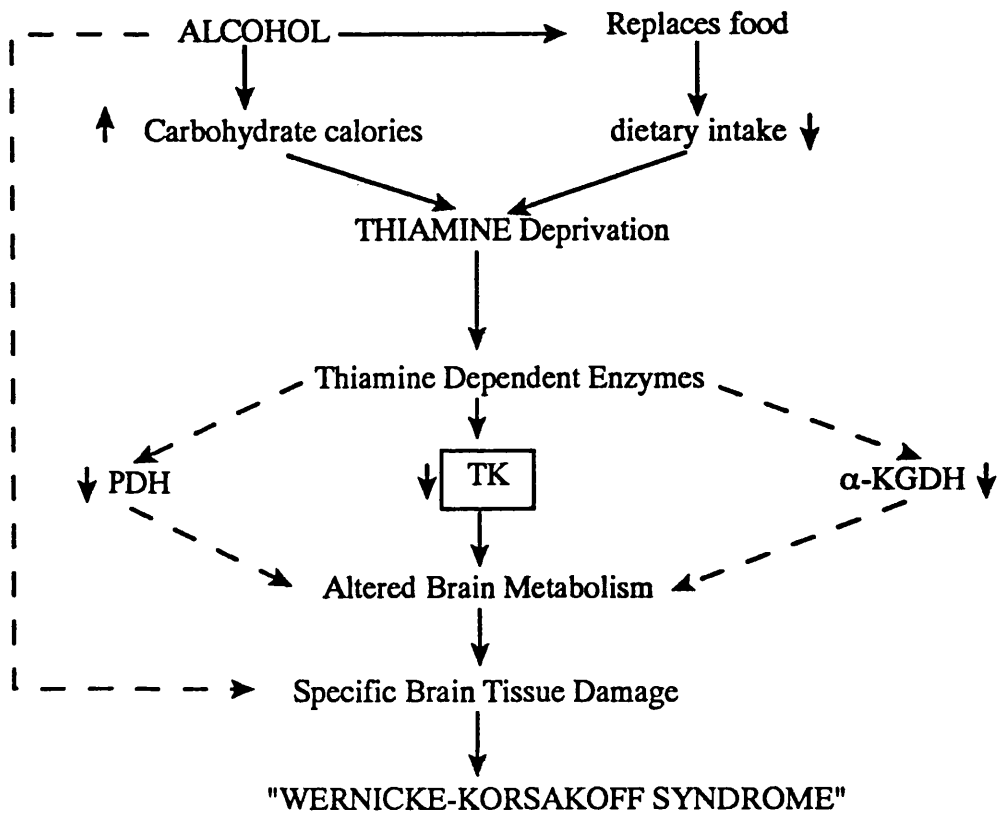 ALCOHOL
Replaces food
Carbohydrate calories
dietary intake
THIAMINE Deprivation
Thiamine Dependent Enzymes
PDH
TK
α-KGDH
Altered Brain Metabolism
Specific Brain Tissue Damage
"WERNICKE-KORSAKOFF SYNDROME"